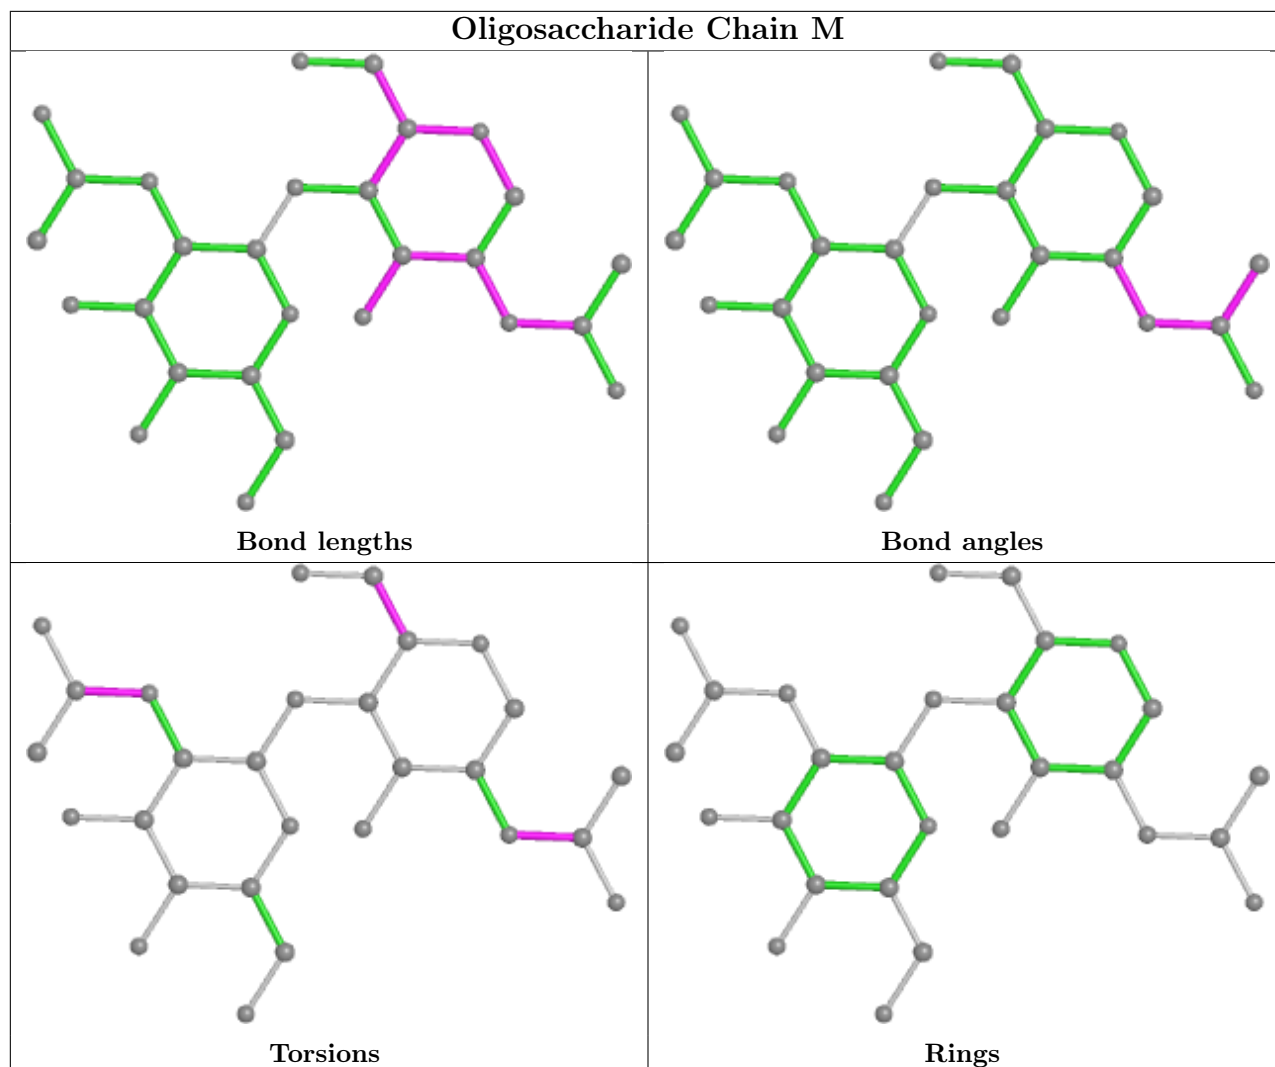 Oligosaccharide Chain M
Bond lengths
Bond angles
Torsions
Rings